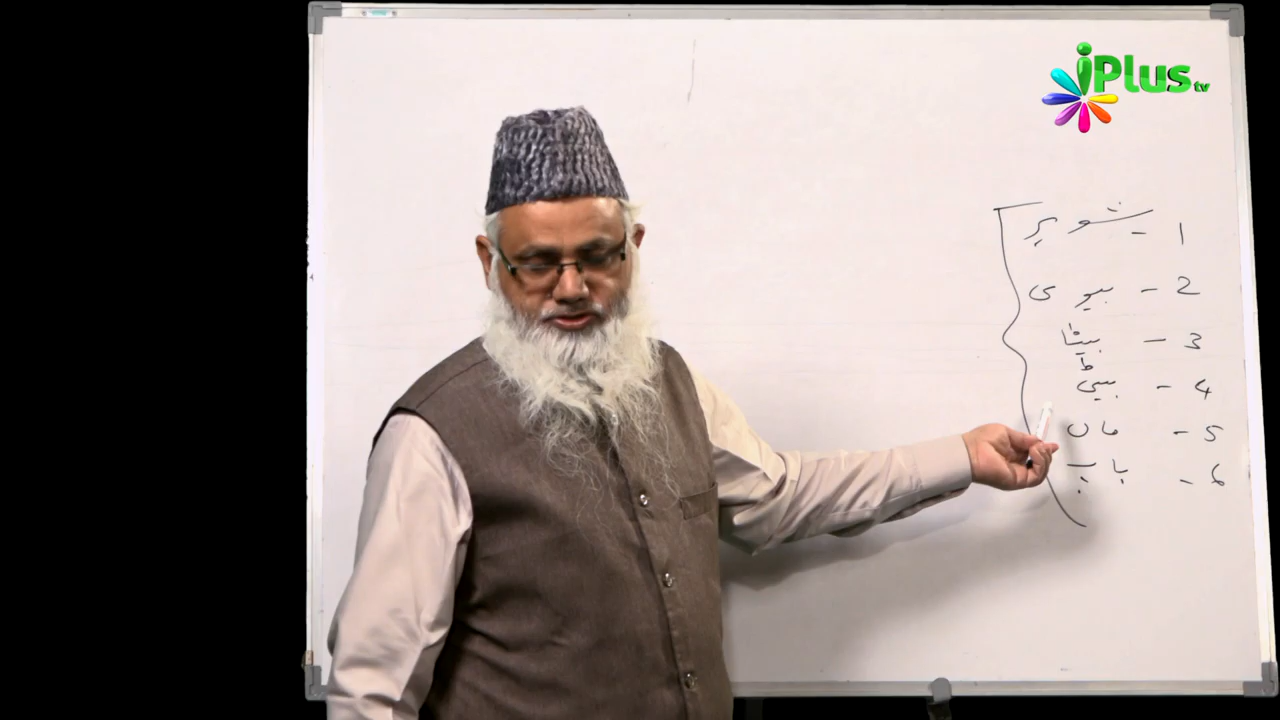 iPlus tv
1 - شوہر
2 - بیوی
3 - بیٹا
4 - بیٹی
5 - ماں
6 - باپ